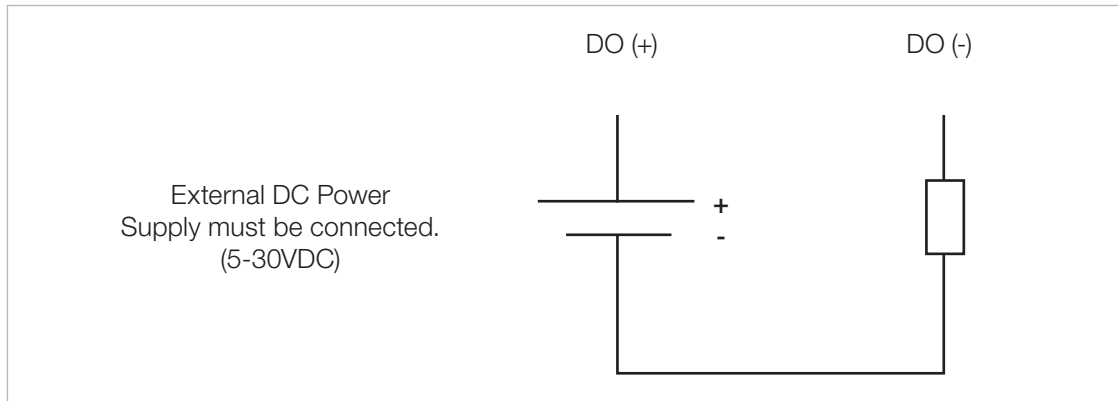 DO (+)
DO (-)
External DC Power
Supply must be connected.
(5-30VDC)
+
-